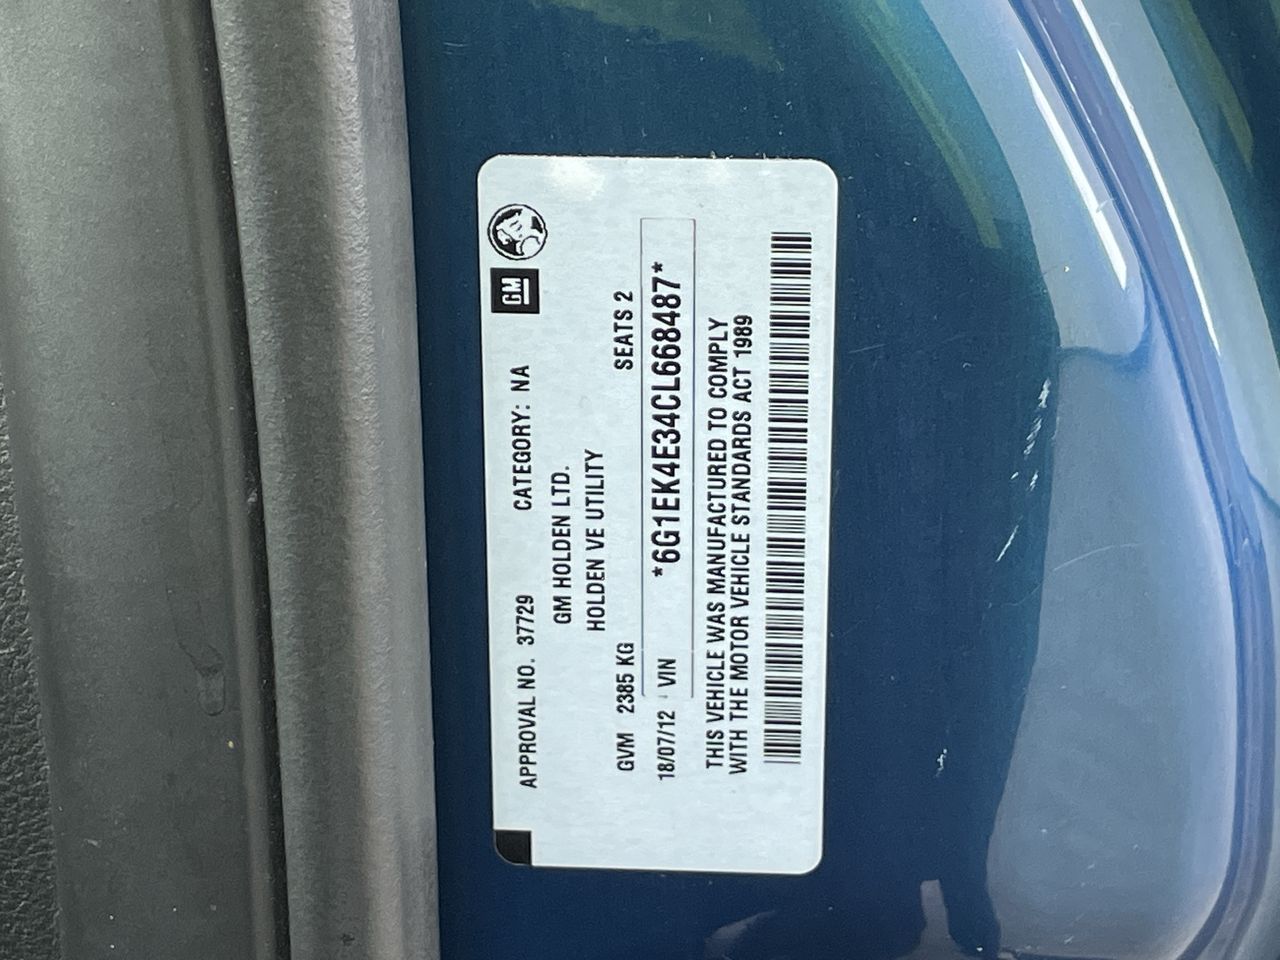 GM
APPROVAL NO. 37729 CATEGORY: NA
GM HOLDEN LTD.
HOLDEN VE UTILITY
GVM 2385 KG SEATS 2
18/07/12 VIN *6G1EK4E34CL668487*
THIS VEHICLE WAS MANUFACTURED TO COMPLY
WITH THE MOTOR VEHICLE STANDARDS ACT 1989